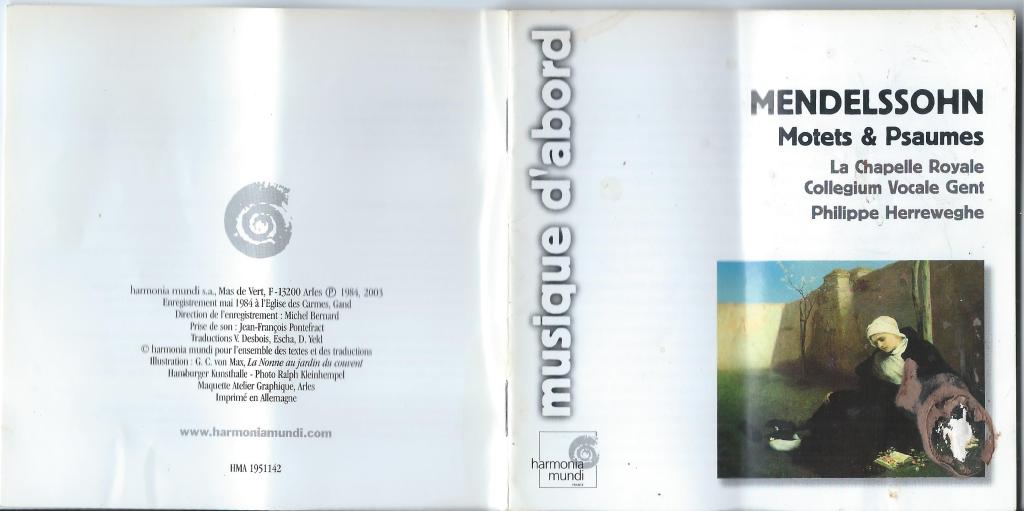 harmonia mundi s.a., Mas de Vert, F-13200 Arles ℗ 1984, 2003
Enregistrement mai 1984 à l'Eglise des Carmes, Gand
Direction de l'enregistrement : Michel Bernard
Prise de son : Jean-François Pontefract
Traductions V. Desbois, Escha, D. Yekl
© harmonia mundi pour l'ensemble des textes et des traductions
Illustration : G. C. von Max, La Nonne au jardin du couvent
Hamburger Kunsthalle - Photo Ralph Kleinhempel
Maquette Atelier Graphique, Arles
Imprimé en Allemagne
www.harmoniamundi.com
HMA 1951142
musique d'abord
harmonia
mundi
FRANCE
MENDELSSOHN
Motets & Psaumes
La Chapelle Royale
Collegium Vocale Gent
Philippe Herreweghe